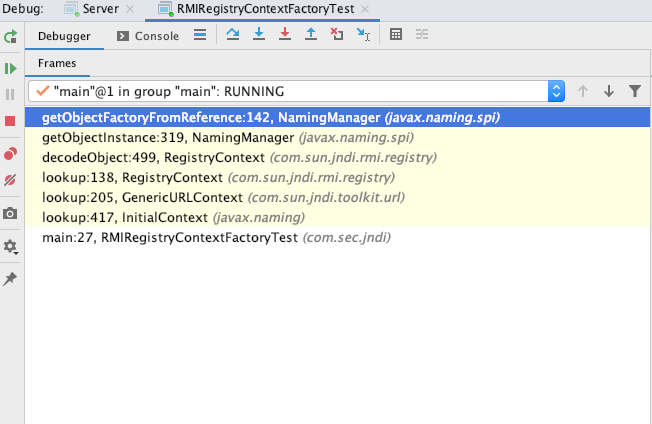 Debug: Server RMIRegistryContextFactoryTest
Debugger Console
Frames
"main"@1 in group "main": RUNNING
getObjectFactoryFromReference:142, NamingManager (javax.naming.spi)
getObjectInstance:319, NamingManager (javax.naming.spi)
decodeObject:499, RegistryContext (com.sun.jndi.rmi.registry)
lookup:138, RegistryContext (com.sun.jndi.rmi.registry)
lookup:205, GenericURLContext (com.sun.jndi.toolkit.url)
lookup:417, InitialContext (javax.naming)
main:27, RMIRegistryContextFactoryTest (com.sec.jndi)